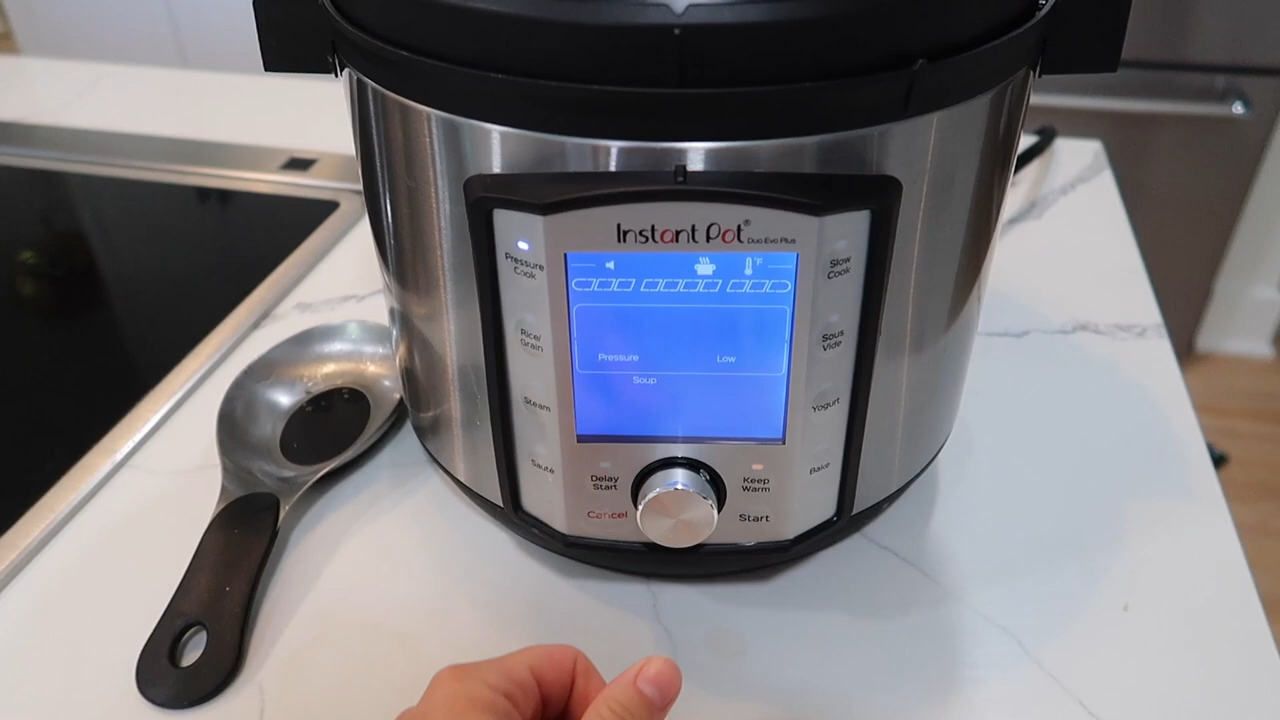 Instant Pot® Duo Evo Plus
°F
Pressure Low
Soup
Pressure
Cook
Rice/
Grain
Steam
Sauté
Slow
Cook
Sous
Vide
Yogurt
Bake
Delay
Start
Cancel
Keep
Warm
Start